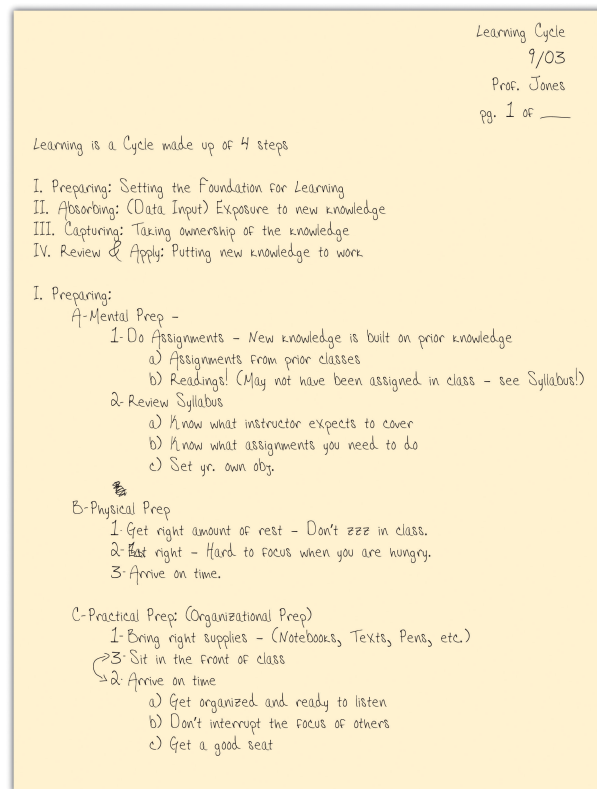 Learning Cycle
9/03
Prof. Jones
pg. 1 of ___
Learning is a Cycle made up of 4 steps
I. Preparing: Setting the Foundation for Learning
II. Absorbing: (Data Input) Exposure to new knowledge
III. Capturing: Taking ownership of the knowledge
IV. Review & Apply: Putting new knowledge to work
I. Preparing:
A-Mental Prep –
1-Do Assignments – New knowledge is built on prior knowledge
a) Assignments from prior classes
b) Readings! (May not have been assigned in class – see Syllabus!)
2-Review Syllabus
a) Know what instructor expects to cover
b) Know what assignments you need to do
c) Set yr. own obj.
B-Physical Prep
1-Get right amount of rest – Don't zzz in class.
2-Eat right – Hard to focus when you are hungry.
3-Arrive on time.
C-Practical Prep: (Organizational Prep)
1-Bring right supplies – (Notebooks, Texts, Pens, etc.)
3-Sit in the front of class
2-Arrive on time
a) Get organized and ready to listen
b) Don't interrupt the focus of others
c) Get a good seat